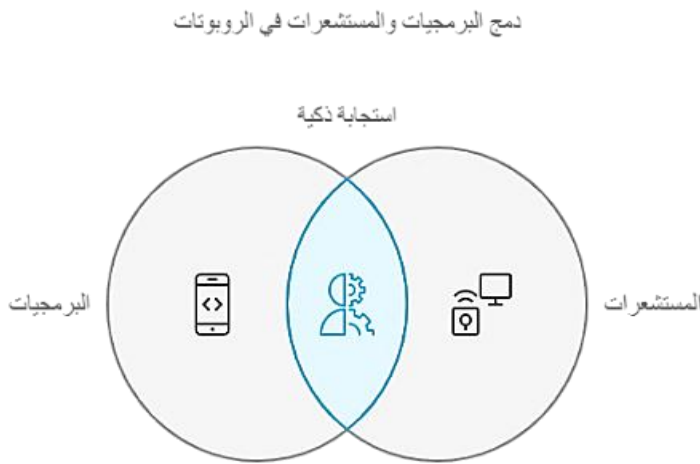 دمج البرمجيات والمستشعرات في الروبوتات
استجابة ذكية
المستشعرات
البرمجيات